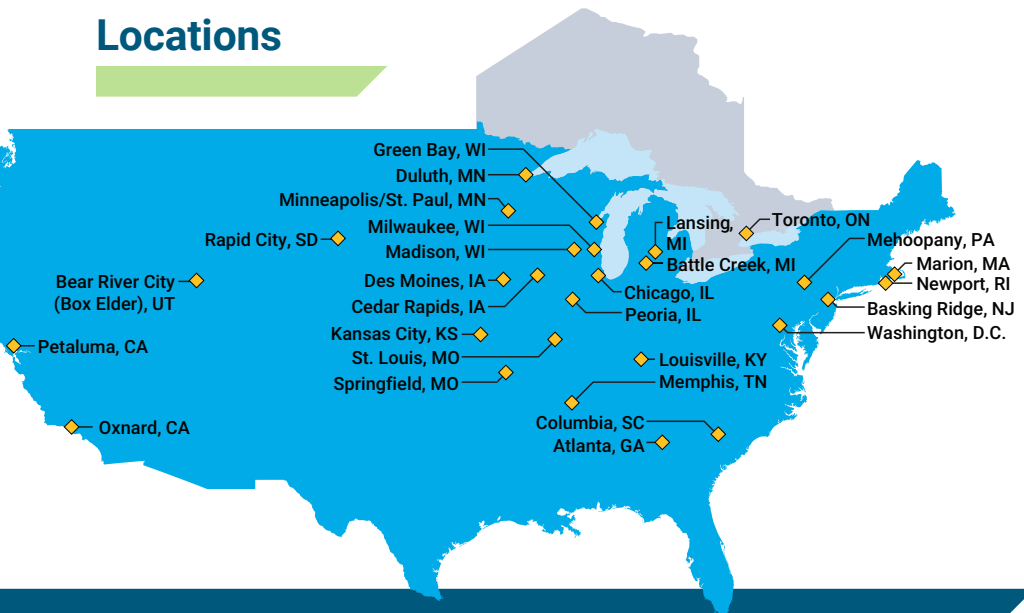 Locations
Green Bay, WI
Duluth, MN
Minneapolis/St. Paul, MN
Milwaukee, WI
Rapid City, SD
Madison, WI
Lansing,
MI
Toronto, ON
Mehoopany, PA
Battle Creek, MI
Marion, MA
Bear River City
(Box Elder), UT
Des Moines, IA
Newport, RI
Chicago, IL
Cedar Rapids, IA
Peoria, IL
Basking Ridge, NJ
Kansas City, KS
Washington, D.C.
Petaluma, CA
St. Louis, MO
Louisville, KY
Springfield, MO
Memphis, TN
Oxnard, CA
Columbia, SC
Atlanta, GA